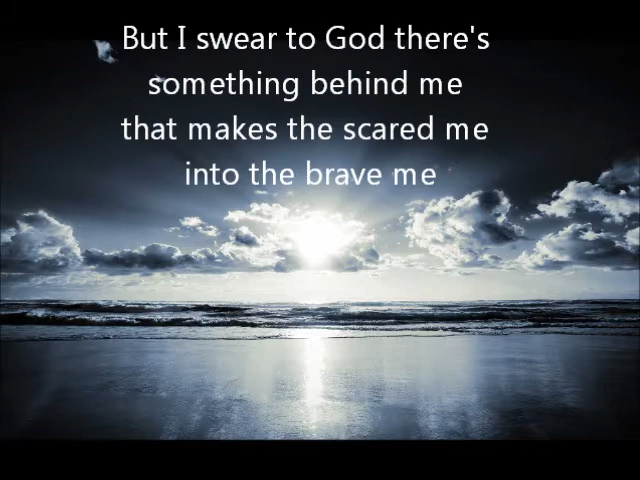 But I swear to God there's
something behind me
that makes the scared me
into the brave me